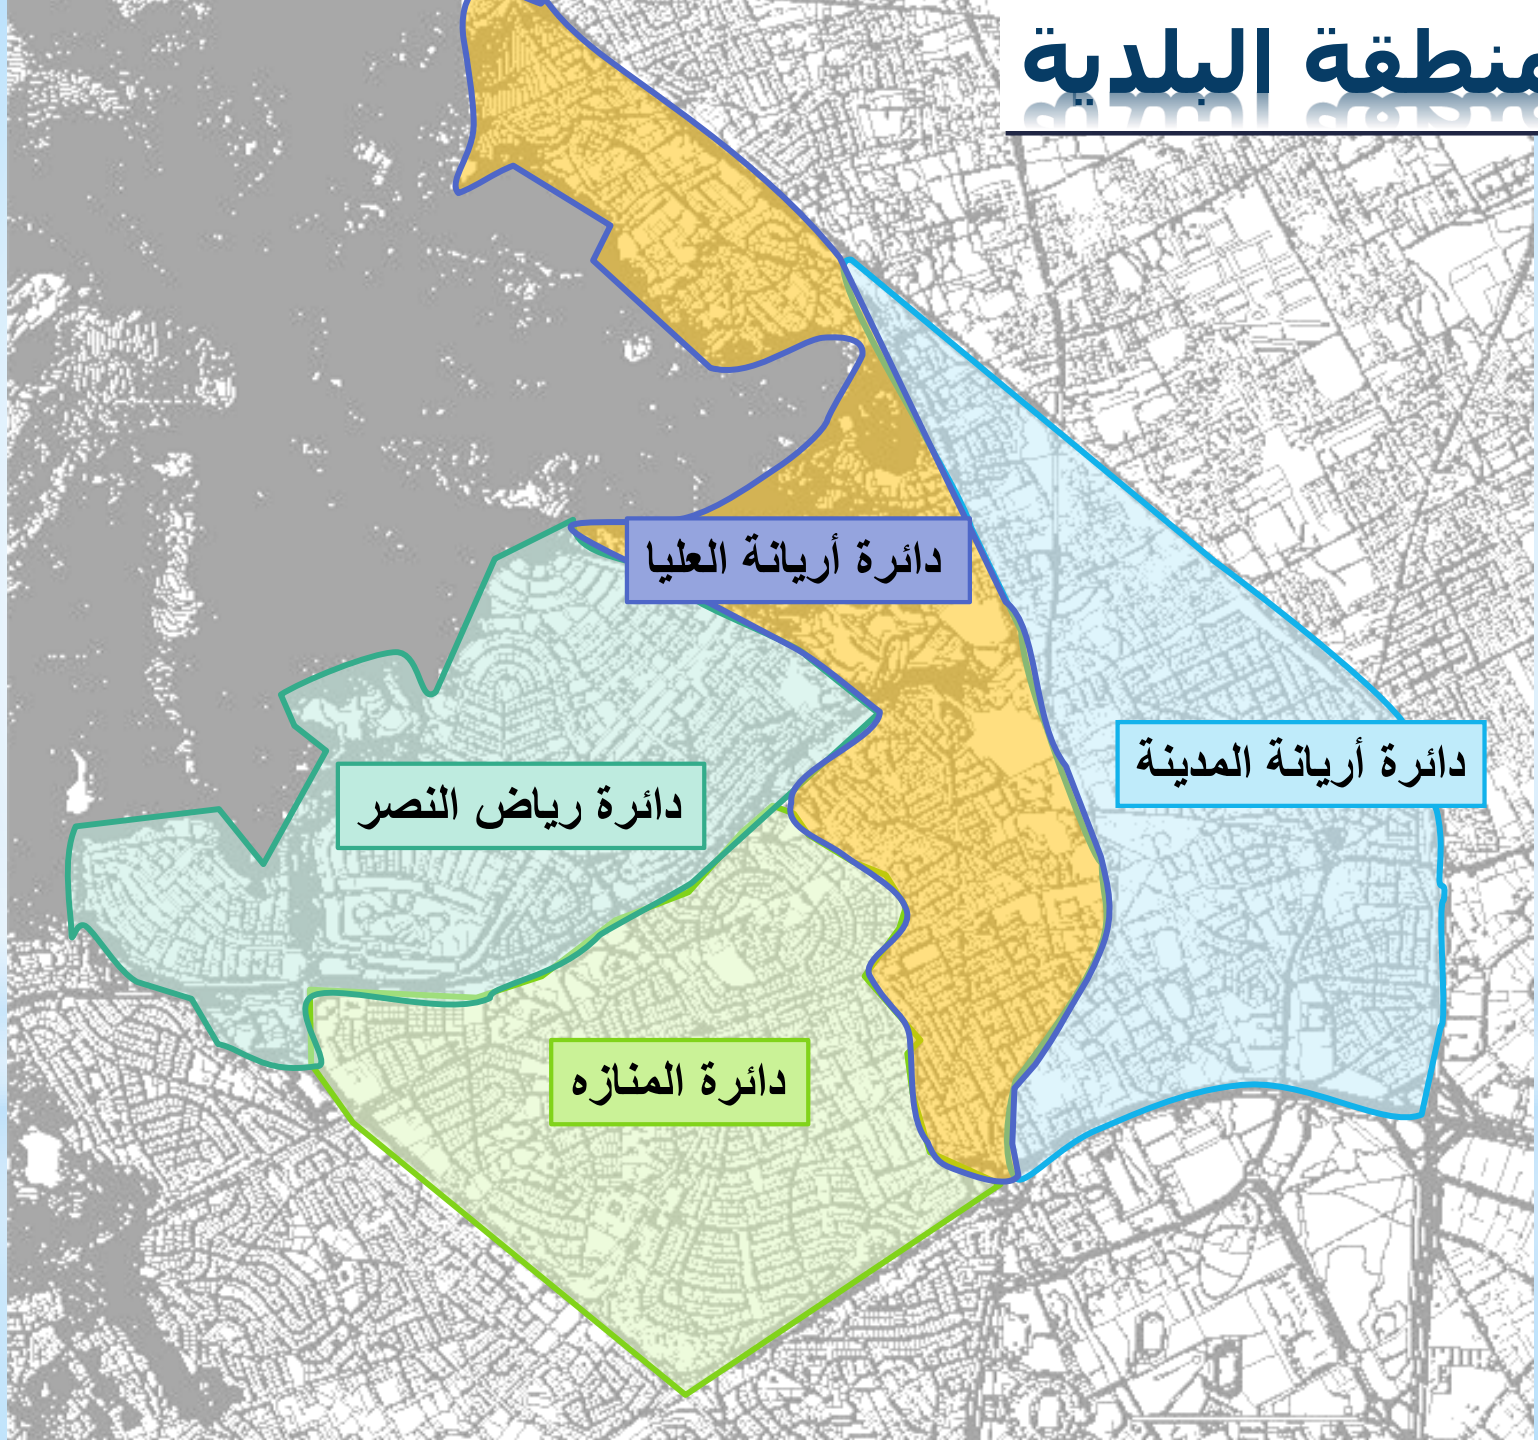 منطقة البلدية
دائرة أريانة العليا
دائرة أريانة المدينة
دائرة رياض النصر
دائرة المنازه